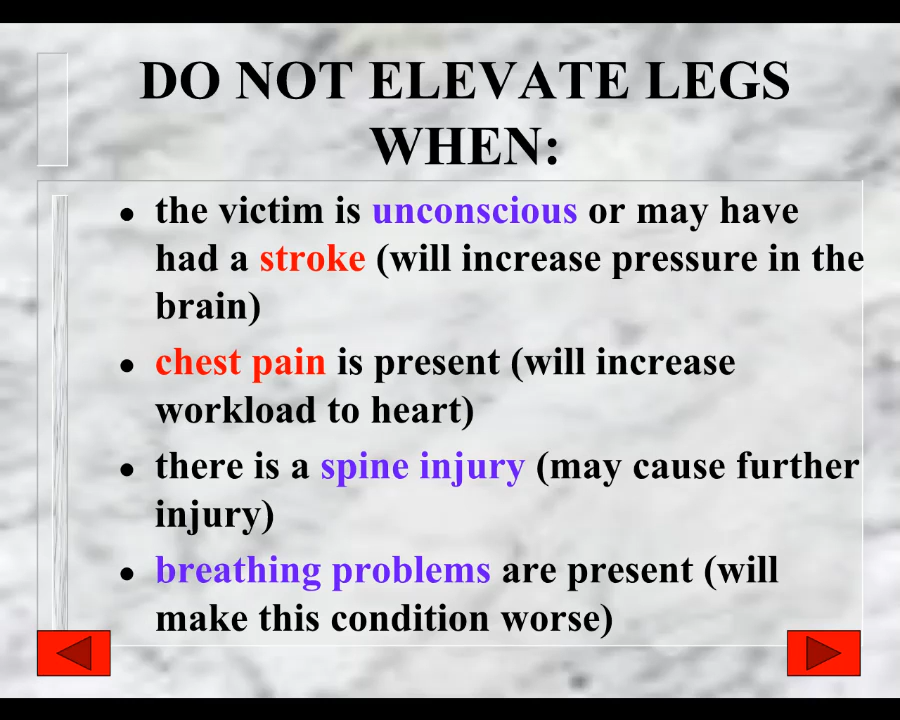 DO NOT ELEVATE LEGS
WHEN:
● the victim is unconscious or may have
had a stroke (will increase pressure in the
brain)
● chest pain is present (will increase
workload to heart)
● there is a spine injury (may cause further
injury)
● breathing problems are present (will
make this condition worse)